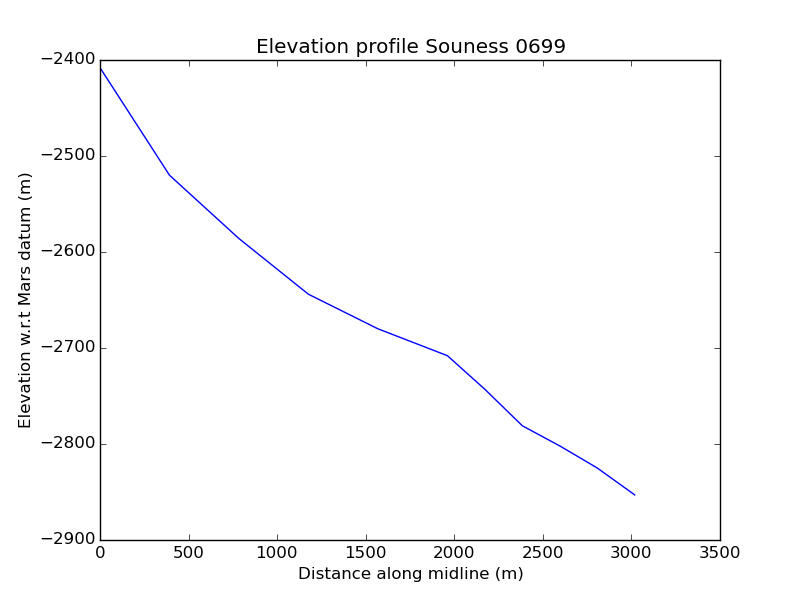 Elevation profile Souness 0699
Elevation w.r.t Mars datum (m)
−2400
−2500
−2600
−2700
−2800
−2900
0 500 1000 1500 2000 2500 3000 3500
Distance along midline (m)